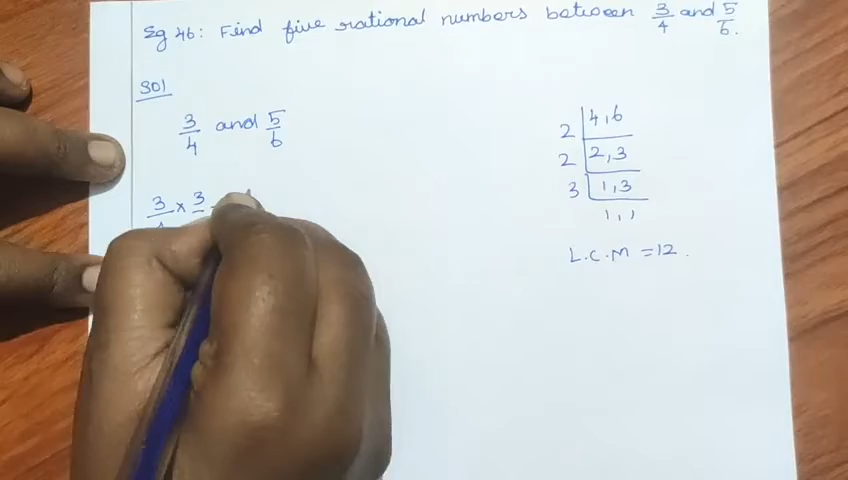 Eg 46: Find five rational numbers between 3/4 and 5/6.
Sol
3/4 and 5/6
3/4 × 3
2 | 4, 6
2 | 2, 3
3 | 1, 3
1, 1
L.C.M = 12.